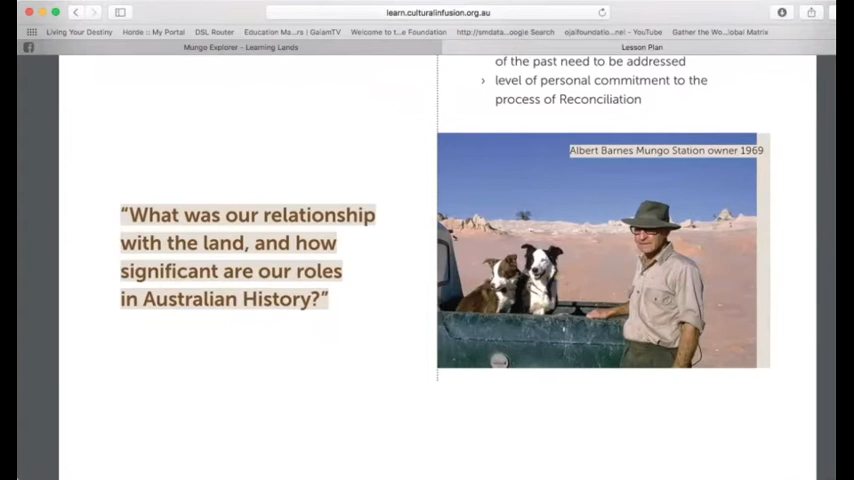 learn.culturalinfusion.org.au
Living Your Destiny
Horde :: My Portal
DSL Router
Education Ma...rs | GaiamTV
Welcome to t...e Foundation
http://smdata...oogle Search
ojaifoundatio...nel - YouTube
Gather the Wo...lobal Matrix
Mungo Explorer - Learning Lands
Lesson Plan
of the past need to be addressed
› level of personal commitment to the
process of Reconciliation
Albert Barnes Mungo Station owner 1969
“What was our relationship
with the land, and how
significant are our roles
in Australian History?”